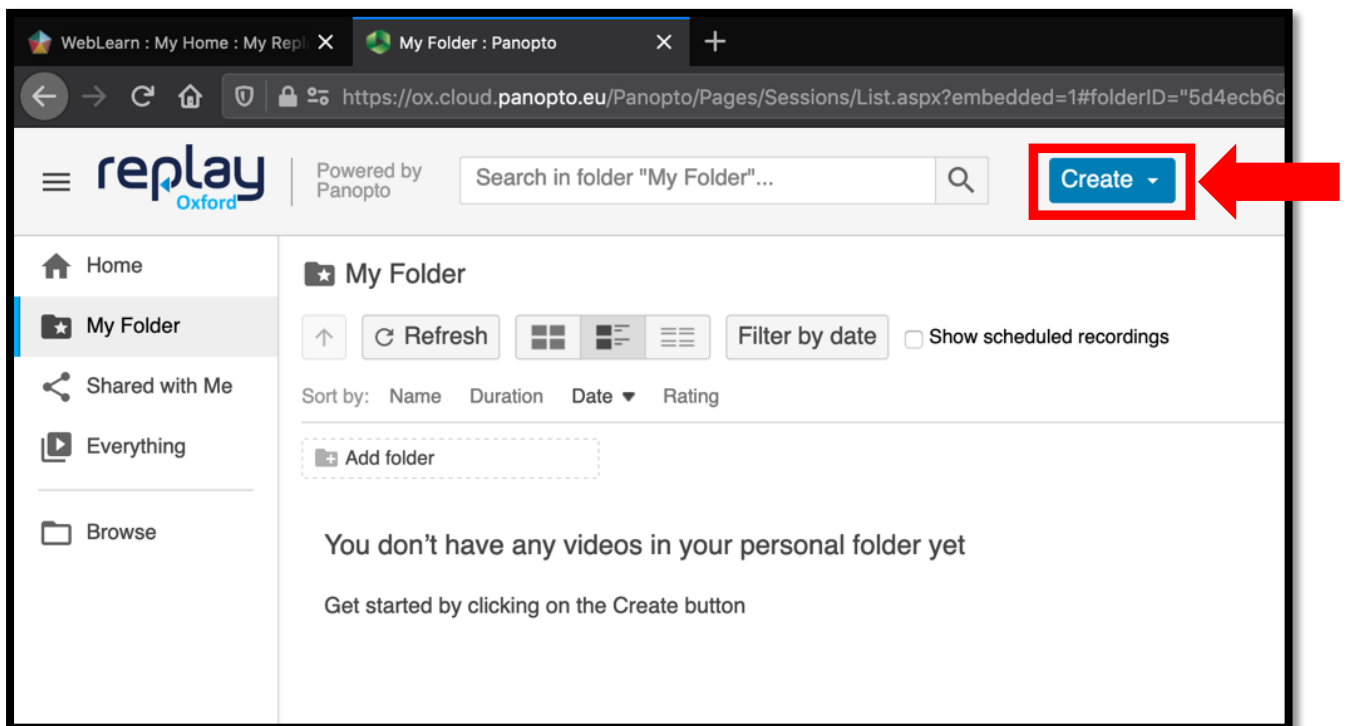 WebLearn : My Home : My Repl
My Folder : Panopto
https://ox.cloud.panopto.eu/Panopto/Pages/Sessions/List.aspx?embedded=1#folderID="5d4ecb6d
replay
Oxford
Powered by
Panopto
Search in folder "My Folder"...
Create
Home
My Folder
Shared with Me
Everything
Browse
My Folder
Refresh
Filter by date
Show scheduled recordings
Sort by: Name Duration Date Rating
Add folder
You don't have any videos in your personal folder yet
Get started by clicking on the Create button